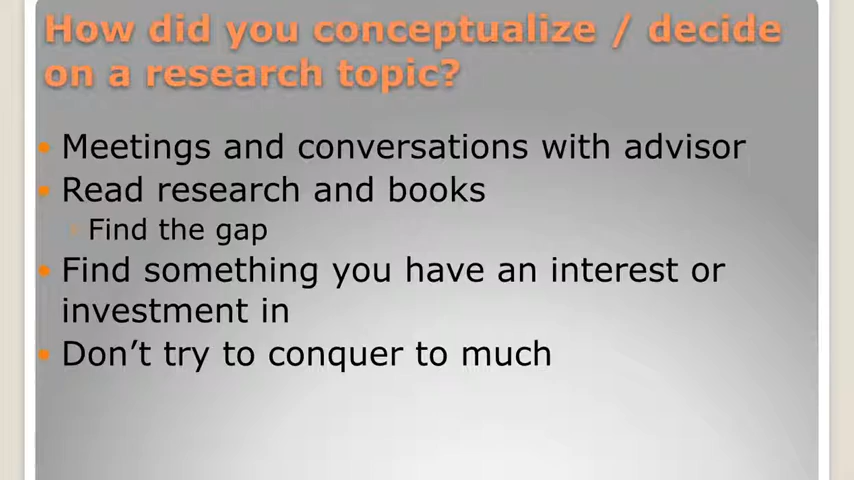 How did you conceptualize / decide
on a research topic?
Meetings and conversations with advisor
Read research and books
Find the gap
Find something you have an interest or
investment in
Don’t try to conquer to much